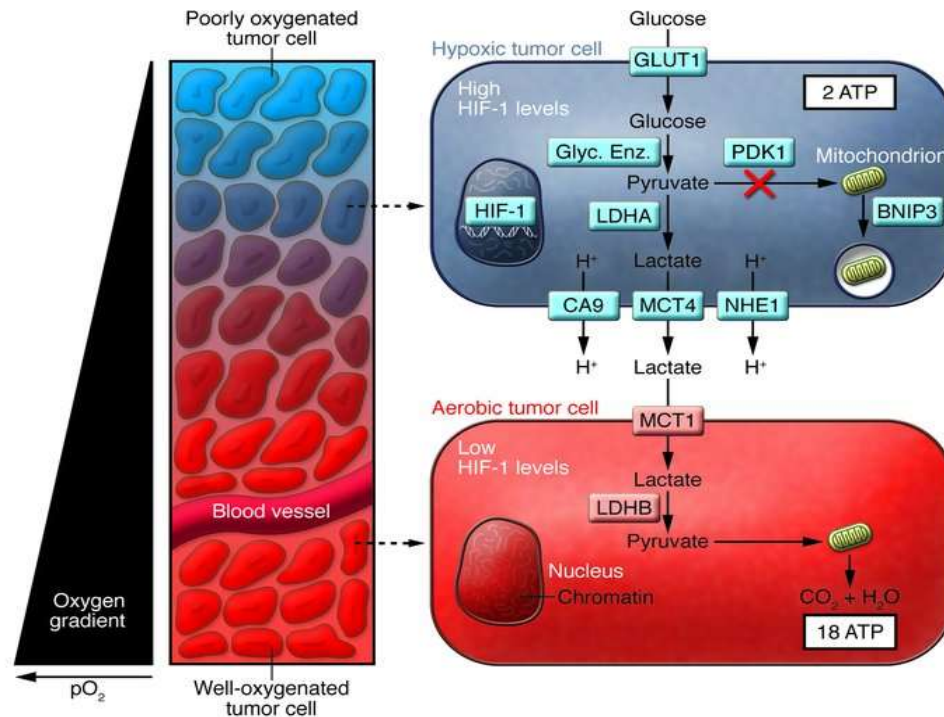 Poorly oxygenated
tumor cell
Oxygen
gradient
pO₂
Blood vessel
Well-oxygenated
tumor cell
Glucose
Hypoxic tumor cell
GLUT1
High
HIF-1 levels
2 ATP
Glucose
Glyc. Enz.
PDK1
Mitochondrion
Pyruvate
HIF-1
LDHA
BNIP3
H⁺
Lactate
H⁺
CA9
MCT4
NHE1
H⁺
Lactate
H⁺
Aerobic tumor cell
MCT1
Low
HIF-1 levels
Lactate
LDHB
Pyruvate
Nucleus
Chromatin
CO₂ + H₂O
18 ATP